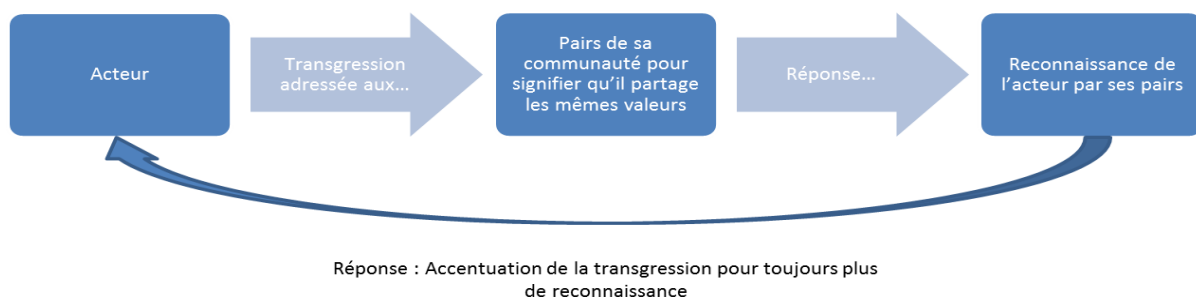 Acteur
Transgression
adressée aux…
Pairs de sa
communauté pour
signifier qu’il partage
les mêmes valeurs
Réponse…
Reconnaissance de
l’acteur par ses pairs
Réponse : Accentuation de la transgression pour toujours plus
de reconnaissance